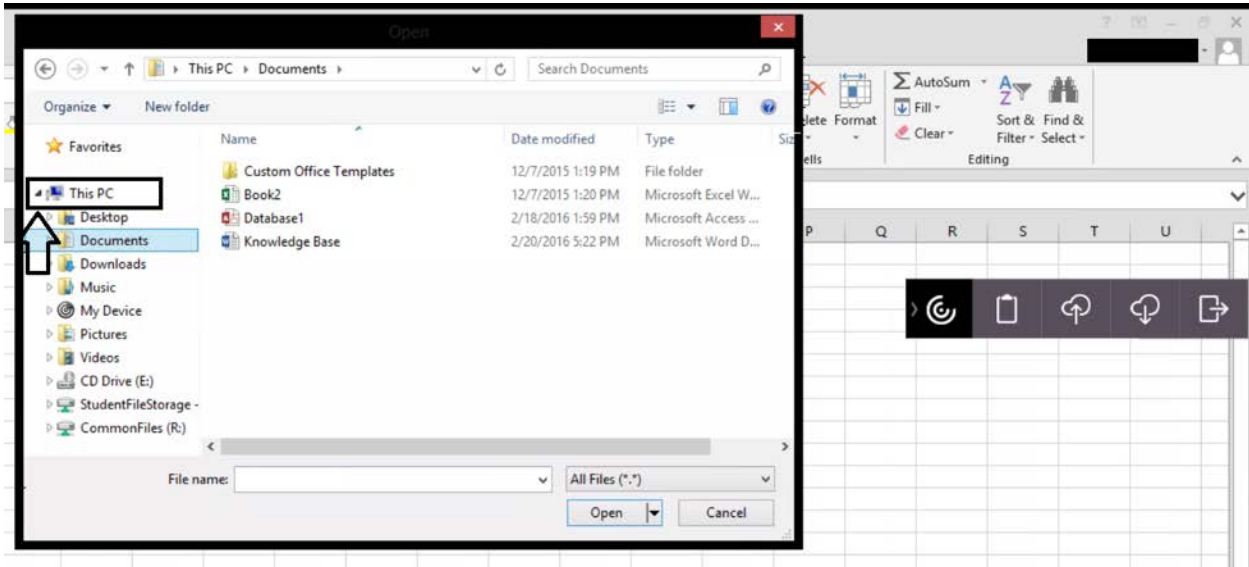 Open
This PC Documents
Search Documents
Organize New folder
Name Date modified Type Siz
Favorites
Custom Office Templates 12/7/2015 1:19 PM File folder
This PC
Book2 12/7/2015 1:20 PM Microsoft Excel W...
Desktop
Database1 2/18/2016 1:59 PM Microsoft Access ...
Documents
Knowledge Base 2/20/2016 5:22 PM Microsoft Word D...
Downloads
Music
My Device
Pictures
Videos
CD Drive (E:)
StudentFileStorage -
CommonFiles (R:)
File name: All Files (*.*)
Open Cancel
lete Format
ells
AutoSum
Fill
Clear
Sort & Find &
Filter Select
Editing
P Q R S T U